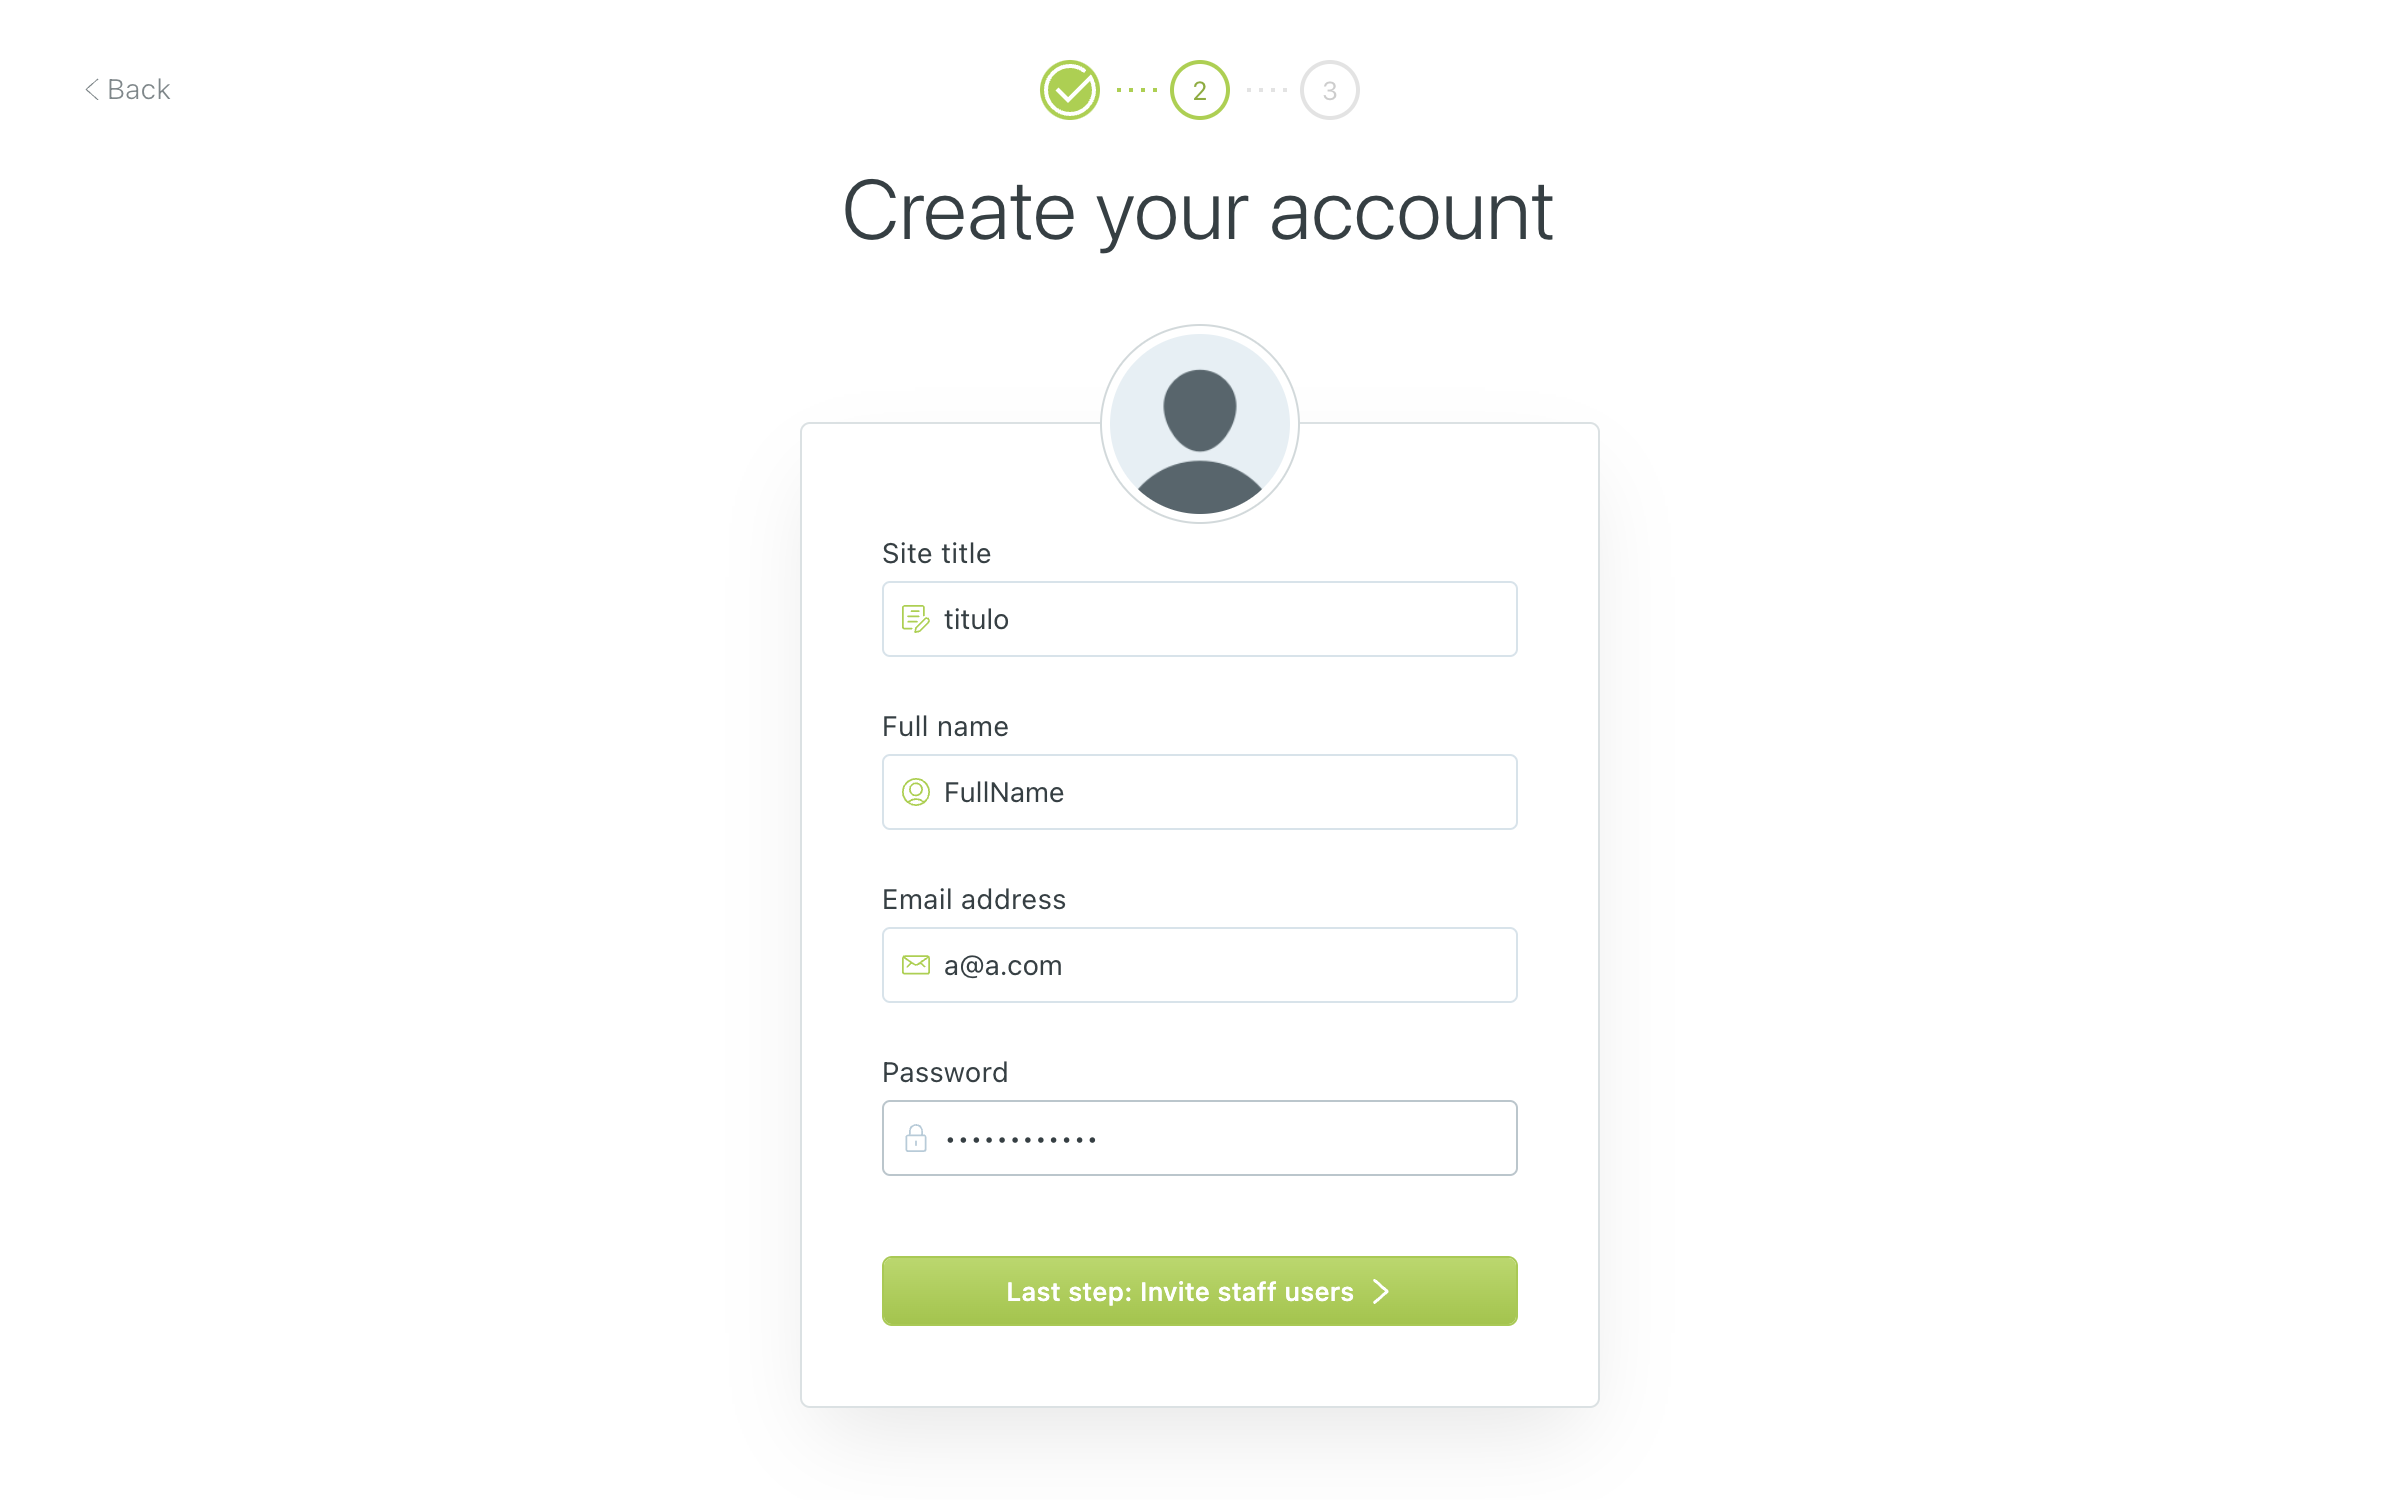 Back
2
3
Create your account
Site title
titulo
Full name
FullName
Email address
a@a.com
Password
••••••••••••
Last step: Invite staff users